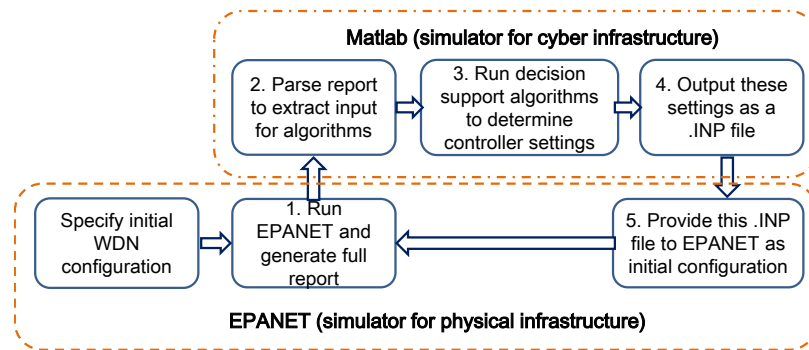 Matlab (simulator for cyber infrastructure)
2. Parse report
to extract input
for algorithms
3. Run decision
support algorithms
to determine
controller settings
4. Output these
settings as a
.INP file
Specify initial
WDN
configuration
1. Run
EPANET and
generate full
report
5. Provide this .INP
file to EPANET as
initial configuration
EPANET (simulator for physical infrastructure)